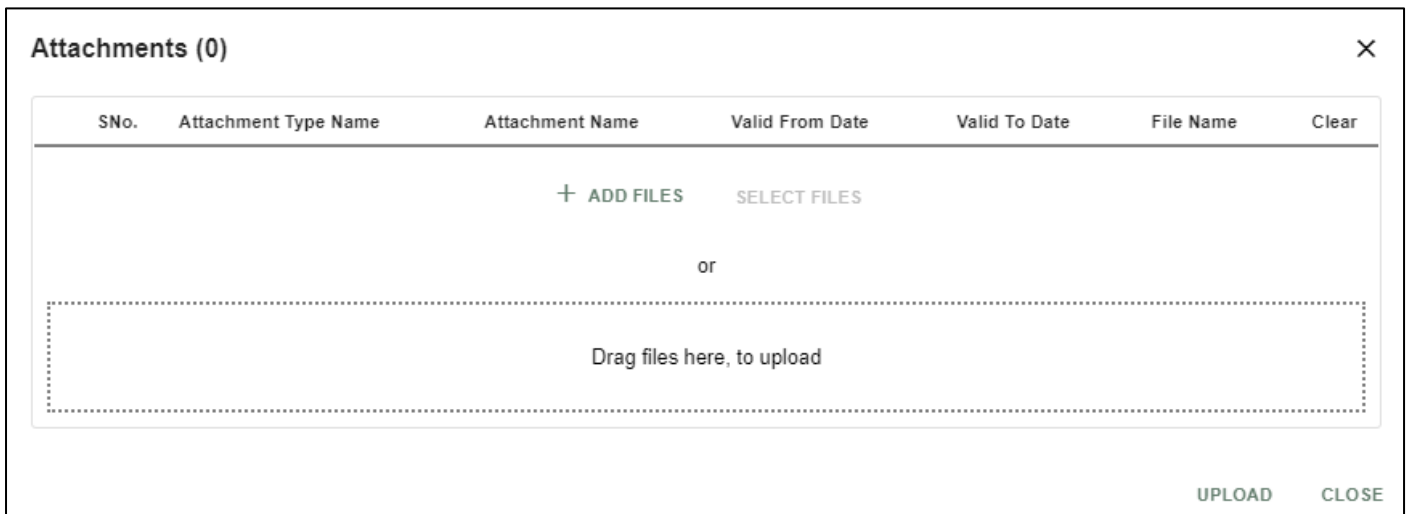 Attachments (0)
SNo. Attachment Type Name Attachment Name Valid From Date Valid To Date File Name Clear
+ ADD FILES SELECT FILES
or
Drag files here, to upload
UPLOAD CLOSE